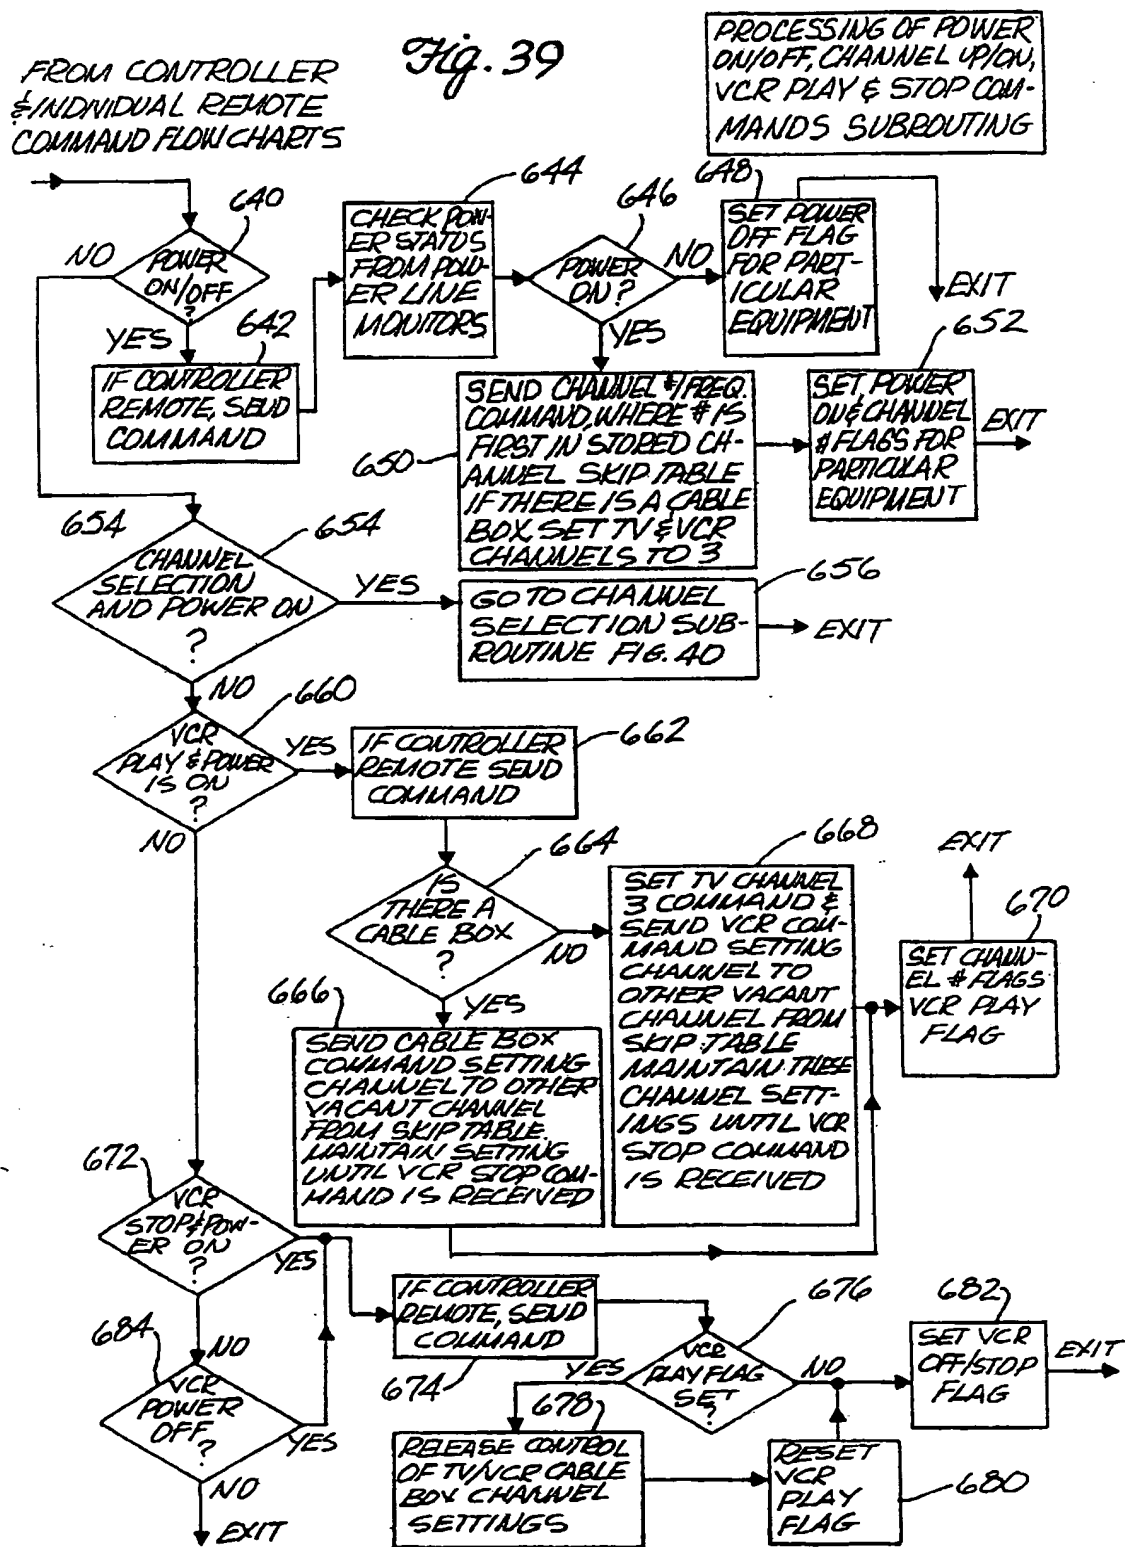 Fig. 39
PROCESSING OF POWER
ON/OFF, CHANNEL UP/ON,
VCR PLAY & STOP COM-
MANDS SUBROUTING
FROM CONTROLLER
& INDIVIDUAL REMOTE
COMMAND FLOW CHARTS
640
NO
POWER
ON/OFF
?
YES
642
IF CONTROLLER
REMOTE, SEND
COMMAND
644
CHECK POW-
ER STATUS
FROM POW-
ER LINE
MONITORS
646
POWER
ON?
NO
YES
648
SET POWER
OFF FLAG
FOR PART-
ICULAR
EQUIPMENT
EXIT
650
SEND CHANNEL #/FREQ.
COMMAND, WHERE # IS
FIRST IN STORED CH-
ANNEL SKIP TABLE
IF THERE IS A CABLE
BOX, SET TV & VCR
CHANNELS TO 3
652
SET POWER
ON & CHANNEL
# FLAGS FOR
PARTICULAR
EQUIPMENT
EXIT
654
654
CHANNEL
SELECTION
AND POWER ON
?
YES
NO
656
GO TO CHANNEL
SELECTION SUB-
ROUTINE FIG. 40
EXIT
660
VCR
PLAY & POWER
IS ON
?
YES
NO
662
IF CONTROLLER
REMOTE SEND
COMMAND
664
IS
THERE A
CABLE BOX
?
NO
YES
666
SEND CABLE BOX
COMMAND SETTING
CHANNEL TO OTHER
VACANT CHANNEL
FROM SKIP TABLE.
MAINTAIN SETTING
UNTIL VCR STOP COM-
MAND IS RECEIVED
668
SET TV CHANNEL
3 COMMAND &
SEND VCR COM-
MAND SETTING
CHANNEL TO
OTHER VACANT
CHANNEL FROM
SKIP TABLE
MAINTAIN THESE
CHANNEL SETT-
INGS UNTIL VCR
STOP COMMAND
IS RECEIVED
EXIT
670
SET CHANN-
EL # FLAGS
VCR PLAY
FLAG
672
VCR
STOP & POW-
ER ON
?
YES
NO
684
VCR
POWER
OFF
?
YES
NO
EXIT
IF CONTROLLER
REMOTE, SEND
COMMAND
674
676
VCR
PLAY FLAG
SET
?
YES
NO
678
RELEASE CONTROL
OF TV/VCR CABLE
BOX CHANNEL
SETTINGS
RESET
VCR
PLAY
FLAG
680
682
SET VCR
OFF/STOP
FLAG
EXIT